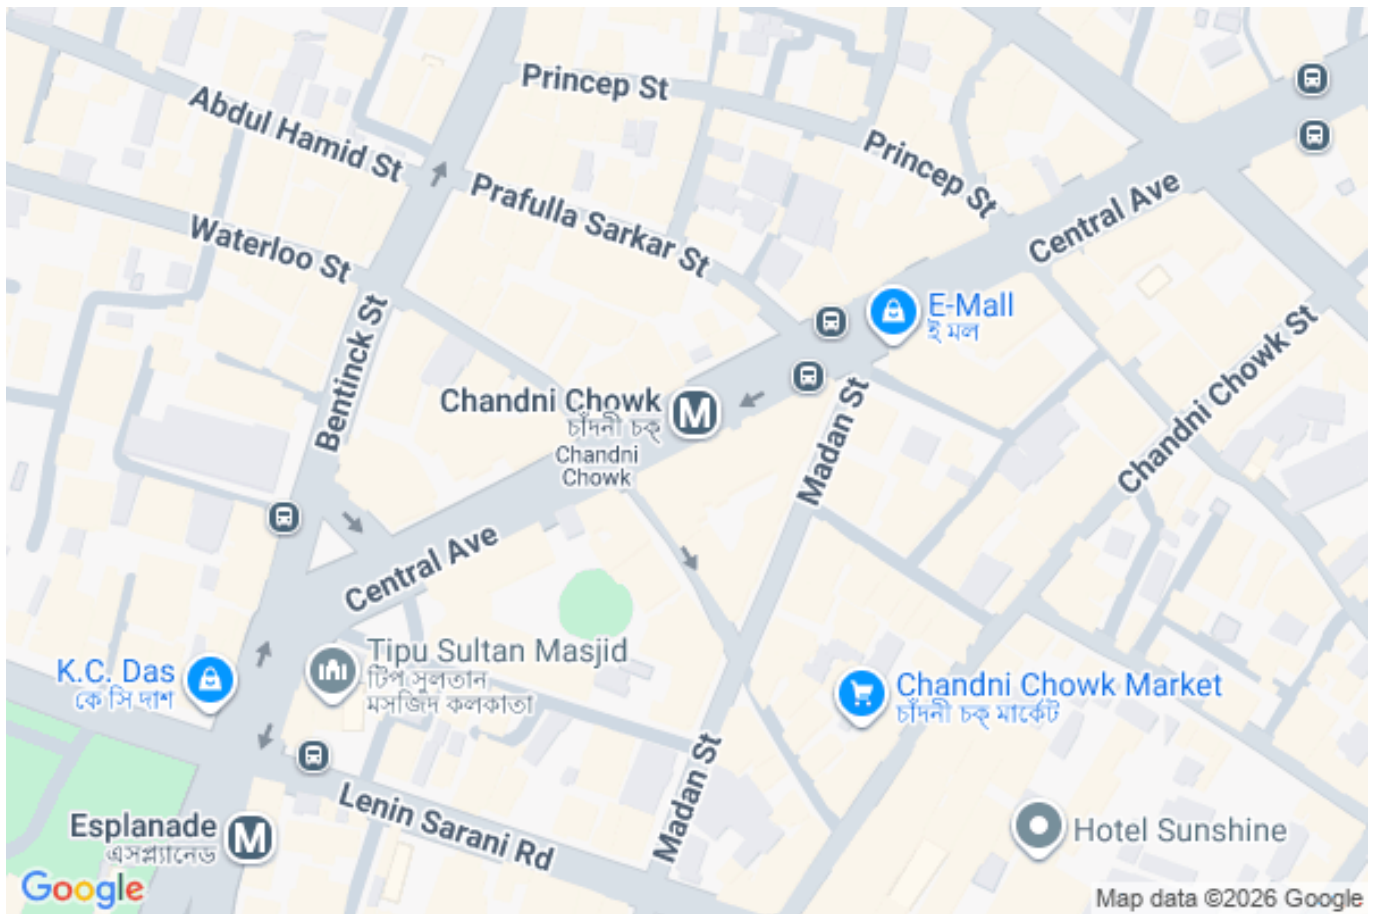 Princep St
Abdul Hamid St
Princep St
Prafulla Sarkar St
Central Ave
Waterloo St
E-Mall
ই মল
Bentinck St
Chandni Chowk St
Chandni Chowk
চাঁদনী চক্
Chandni
Chowk
Madan St
Central Ave
Tipu Sultan Masjid
টিপু সুলতান
মসজিদ কলকাতা
K.C. Das
কে সি দাশ
Chandni Chowk Market
চাঁদনী চক্ মার্কেট
Madan St
Lenin Sarani Rd
Esplanade
এসপ্ল্যানেড
Hotel Sunshine
Google
Map data ©2026 Google